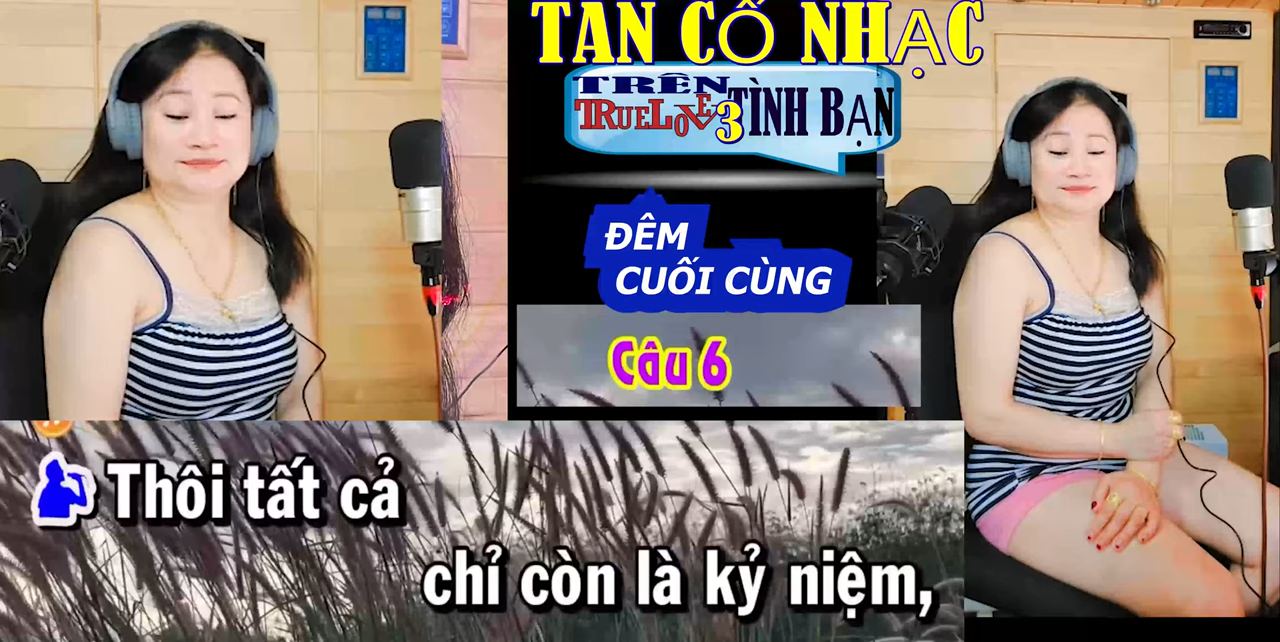 TÂN CỔ NHẠC
TRÊN
TRUELOVE3 TÌNH BẠN
ĐÊM
CUỐI CÙNG
Câu 6
Thôi tất cả
chỉ còn là kỷ niệm,